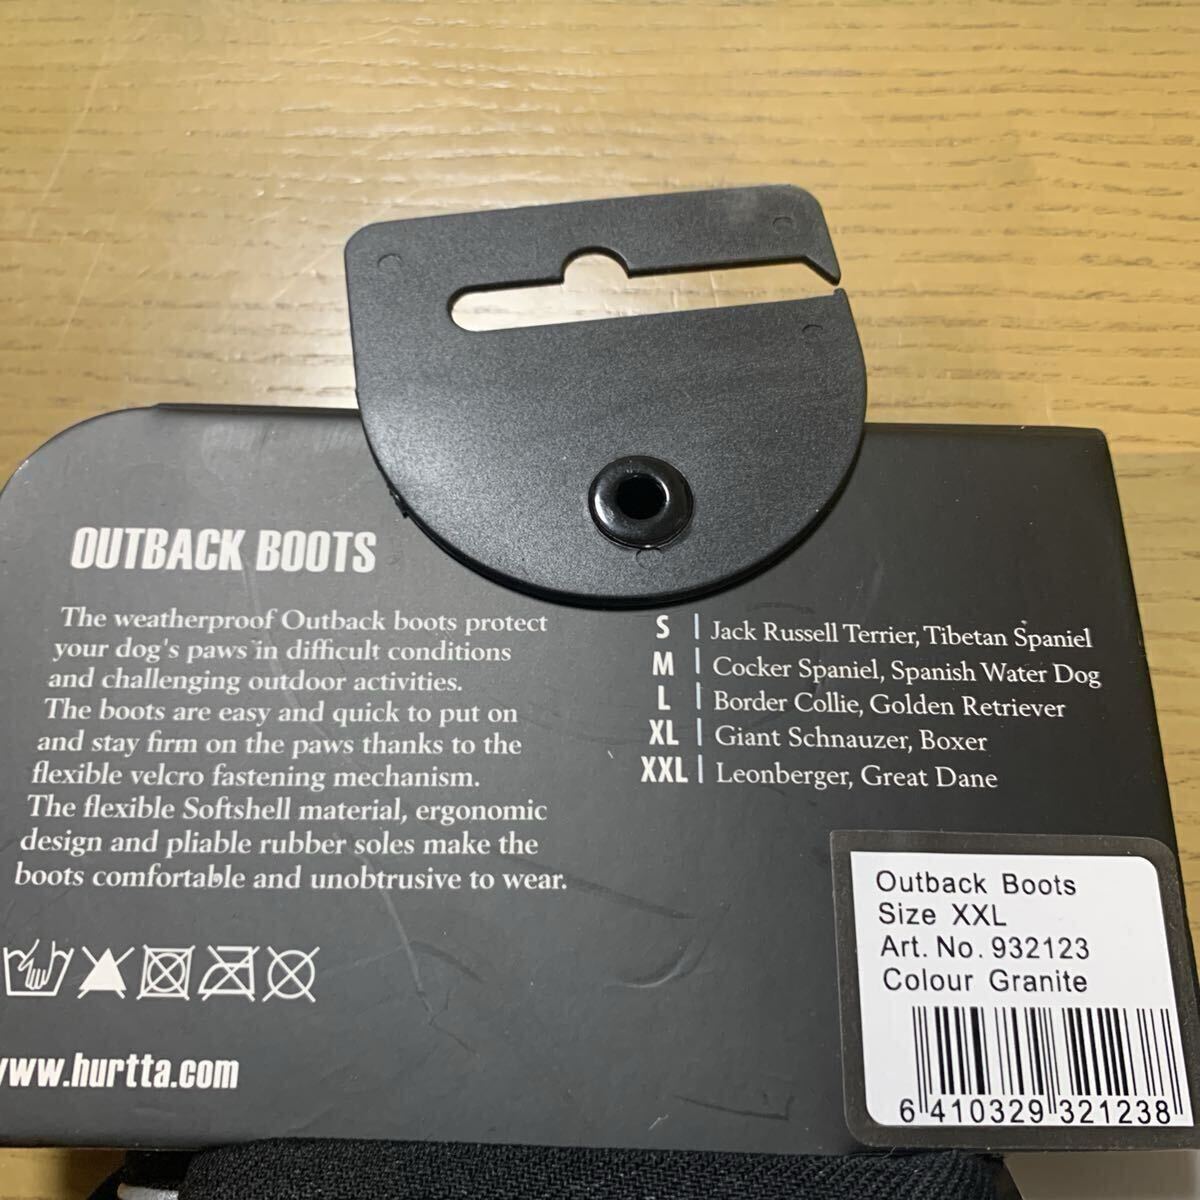 OUTBACK BOOTS
The weatherproof Outback boots protect
your dog's paws in difficult conditions
and challenging outdoor activities.
The boots are easy and quick to put on
and stay firm on the paws thanks to the
flexible velcro fastening mechanism.
The flexible Softshell material, ergonomic
design and pliable rubber soles make the
boots comfortable and unobtrusive to wear.
www.hurtta.com
S | Jack Russell Terrier, Tibetan Spaniel
M | Cocker Spaniel, Spanish Water Dog
L | Border Collie, Golden Retriever
XL | Giant Schnauzer, Boxer
XXL | Leonberger, Great Dane
Outback Boots
Size XXL
Art. No. 932123
Colour Granite
6 410329 321238